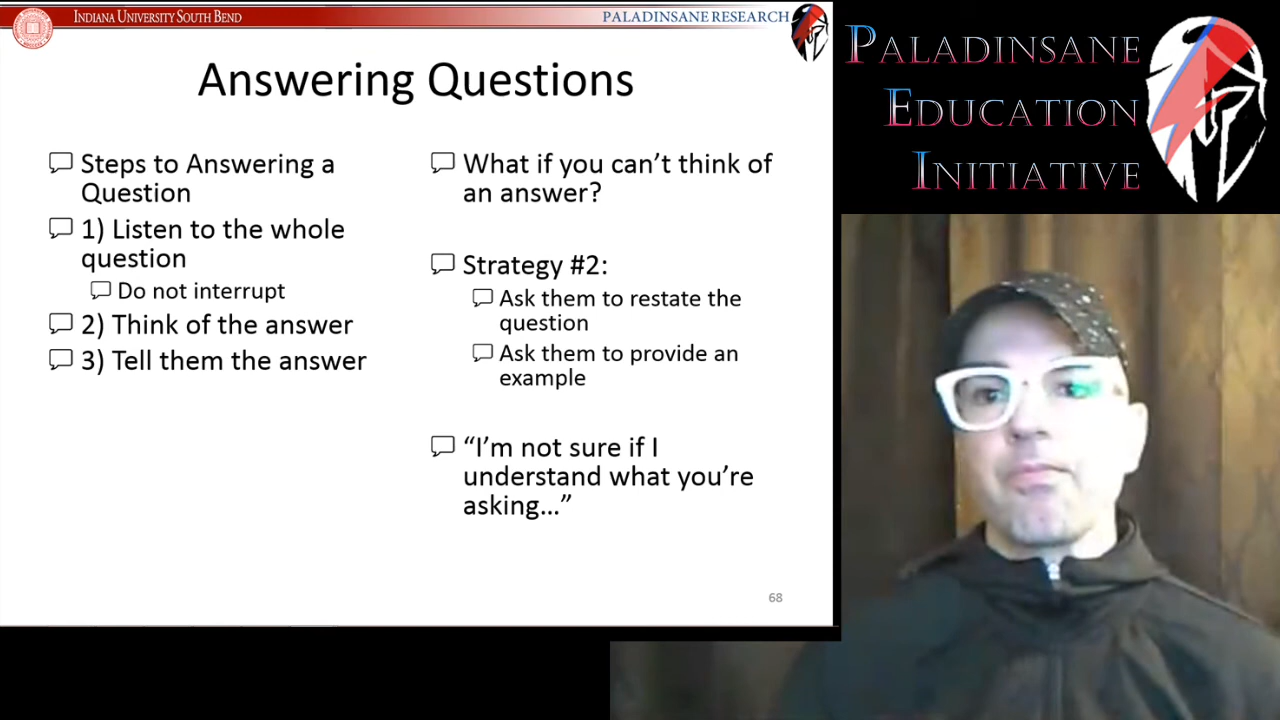 INDIANA UNIVERSITY SOUTH BEND
PALADINSANE RESEARCH
PALADINSANE
EDUCATION
INITIATIVE
Answering Questions
Steps to Answering a
Question
1) Listen to the whole
question
Do not interrupt
2) Think of the answer
3) Tell them the answer
What if you can’t think of
an answer?
Strategy #2:
Ask them to restate the
question
Ask them to provide an
example
“I’m not sure if I
understand what you’re
asking…”
68